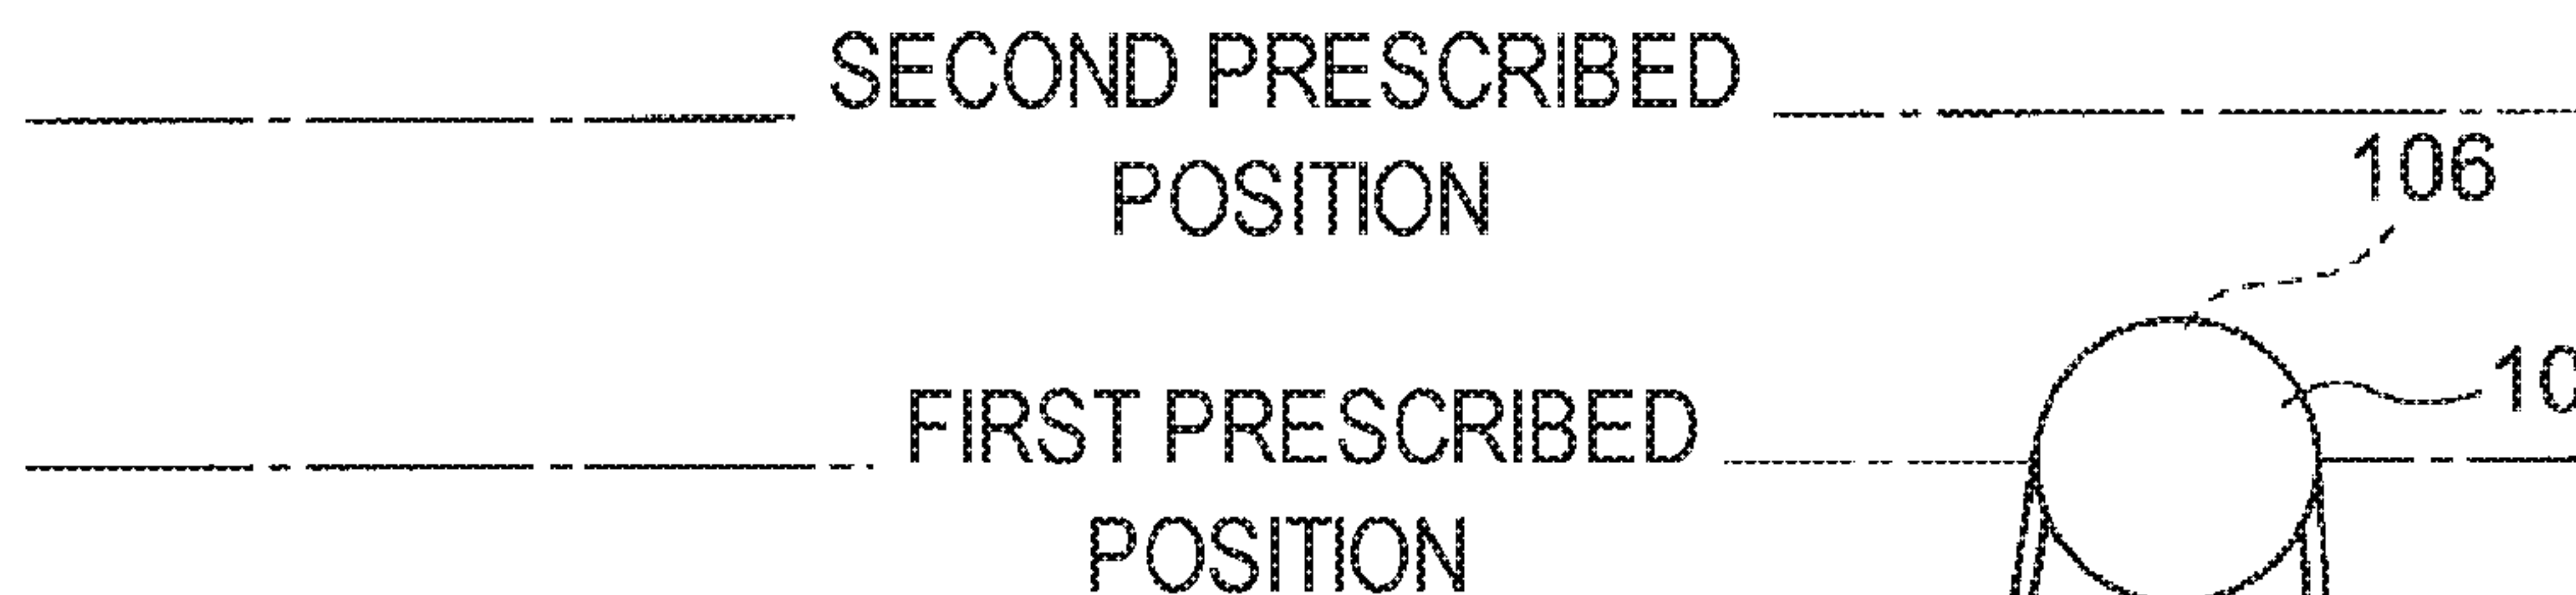 SECOND PRESCRIBED
POSITION
106
FIRST PRESCRIBED
POSITION